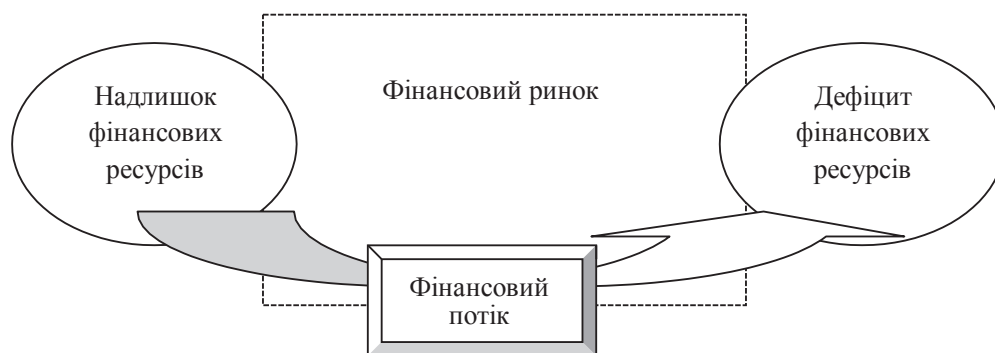 Надлишок
фінансових
ресурсів
Фінансовий ринок
Дефіцит
фінансових
ресурсів
Фінансовий
потік